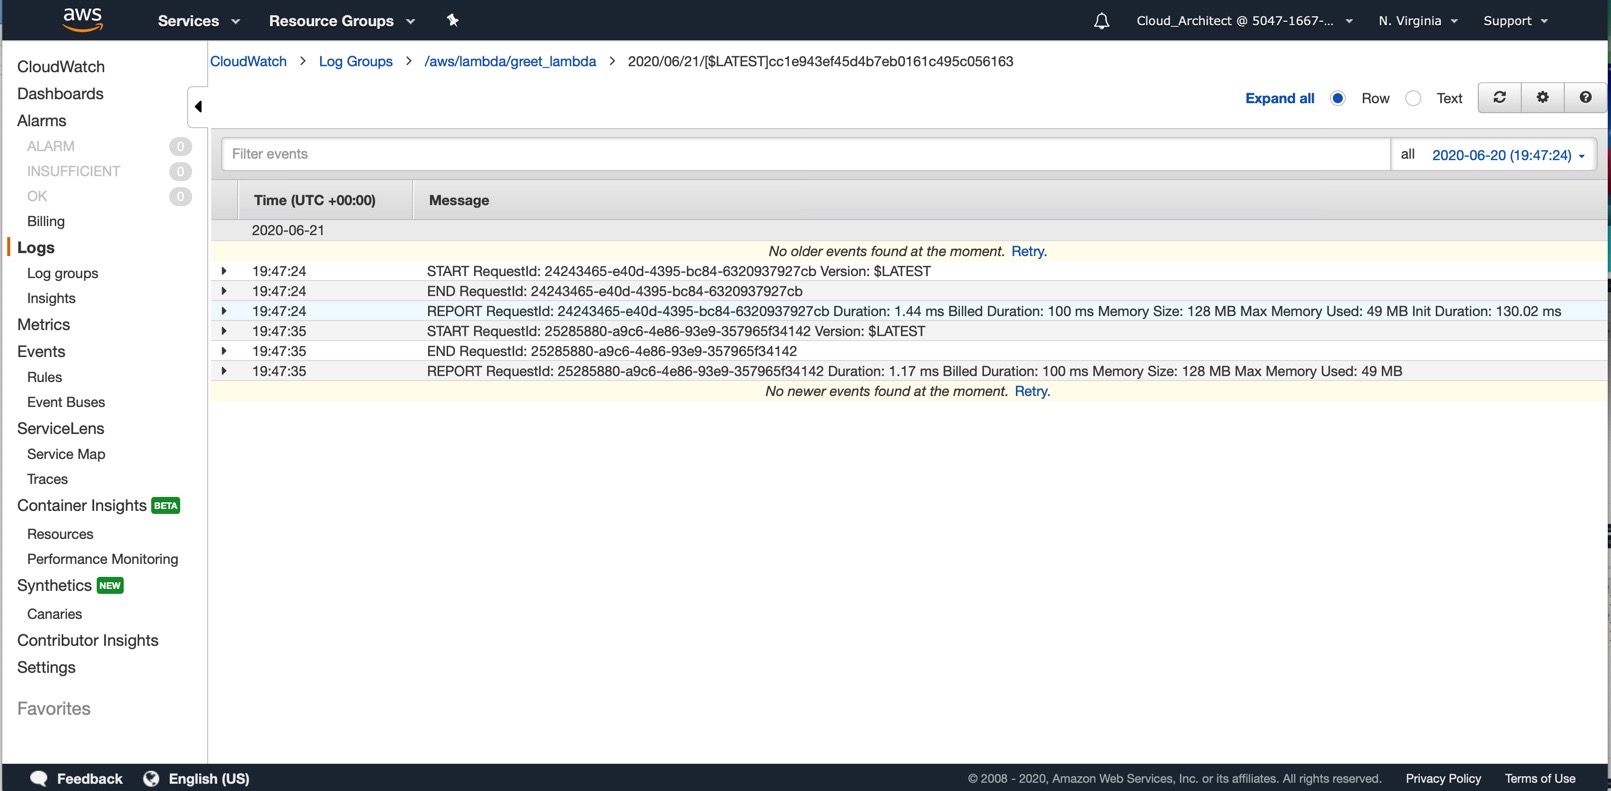 aws Services Resource Groups Cloud_Architect @ 5047-1667-... N. Virginia Support
CloudWatch > Log Groups > /aws/lambda/greet_lambda > 2020/06/21/[$LATEST]cc1e943ef45d4b7eb0161c495c056163
Expand all Row Text
Filter events all 2020-06-20 (19:47:24)
Time (UTC +00:00) Message
2020-06-21
No older events found at the moment. Retry.
19:47:24 START RequestId: 24243465-e40d-4395-bc84-6320937927cb Version: $LATEST
19:47:24 END RequestId: 24243465-e40d-4395-bc84-6320937927cb
19:47:24 REPORT RequestId: 24243465-e40d-4395-bc84-6320937927cb Duration: 1.44 ms Billed Duration: 100 ms Memory Size: 128 MB Max Memory Used: 49 MB Init Duration: 130.02 ms
19:47:35 START RequestId: 25285880-a9c6-4e86-93e9-357965f34142 Version: $LATEST
19:47:35 END RequestId: 25285880-a9c6-4e86-93e9-357965f34142
19:47:35 REPORT RequestId: 25285880-a9c6-4e86-93e9-357965f34142 Duration: 1.17 ms Billed Duration: 100 ms Memory Size: 128 MB Max Memory Used: 49 MB
No newer events found at the moment. Retry.
CloudWatch
Dashboards
Alarms
ALARM 0
INSUFFICIENT 0
OK 0
Billing
Logs
Log groups
Insights
Metrics
Events
Rules
Event Buses
ServiceLens
Service Map
Traces
Container Insights BETA
Resources
Performance Monitoring
Synthetics NEW
Canaries
Contributor Insights
Settings
Favorites
Feedback English (US) © 2008 - 2020, Amazon Web Services, Inc. or its affiliates. All rights reserved. Privacy Policy Terms of Use